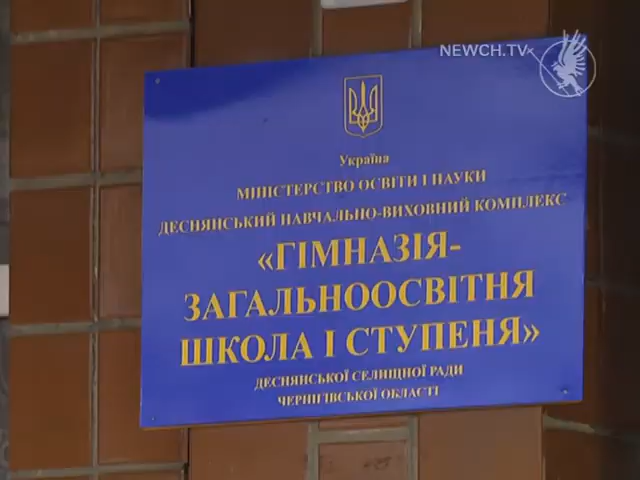 NEWCH.TV
Україна
МІНІСТЕРСТВО ОСВІТИ І НАУКИ
ДЕСНЯНСЬКИЙ НАВЧАЛЬНО-ВИХОВНИЙ КОМПЛЕКС
«ГІМНАЗІЯ-
ЗАГАЛЬНООСВІТНЯ
ШКОЛА І СТУПЕНЯ»
ДЕСНЯНСЬКОЇ СЕЛИЩНОЇ РАДИ
ЧЕРНІГІВСЬКОЇ ОБЛАСТІ